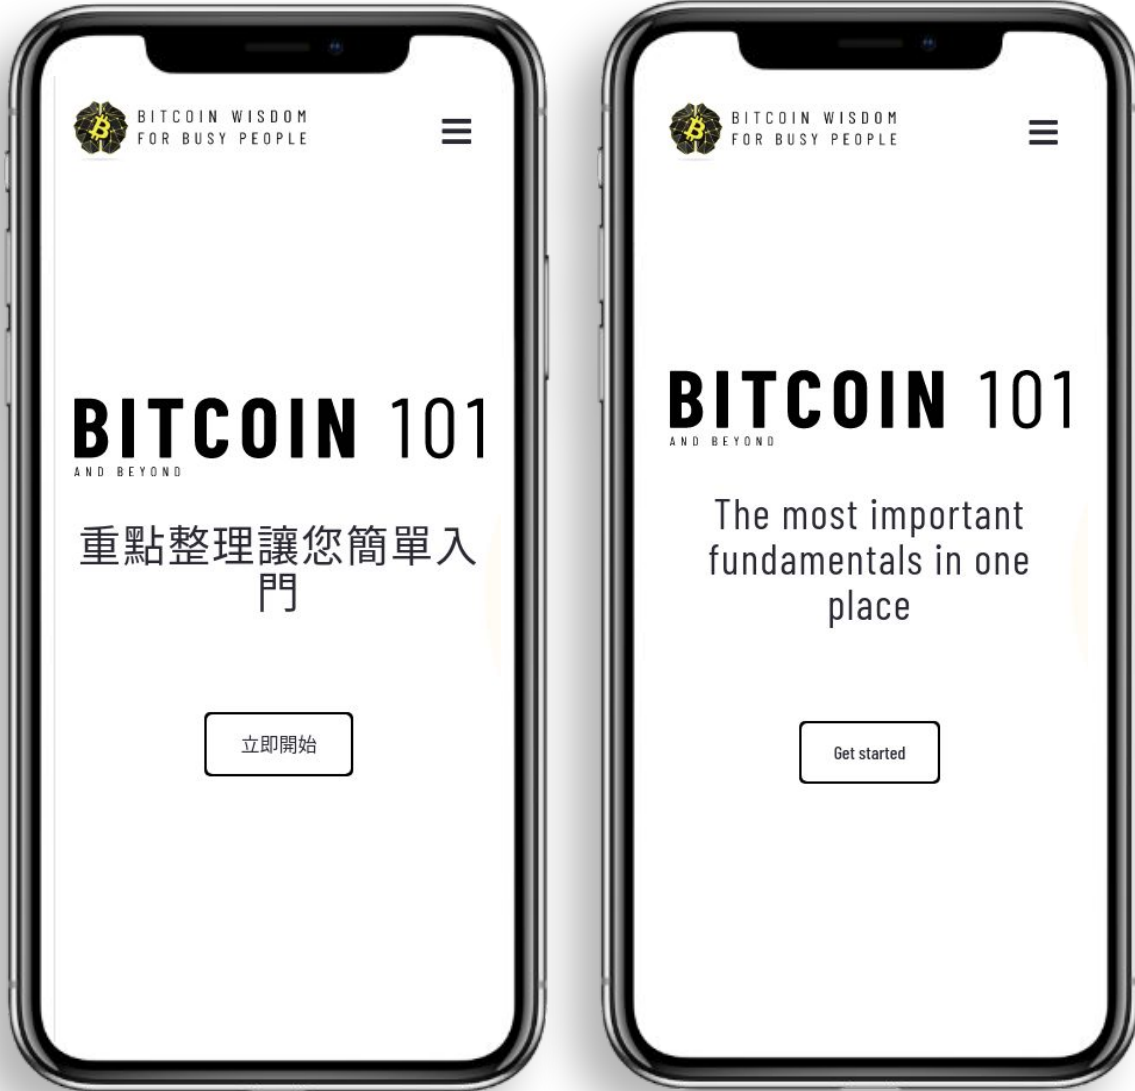 BITCOIN WISDOM
FOR BUSY PEOPLE
BITCOIN 101
AND BEYOND
重點整理讓您簡單入
門
立即開始
BITCOIN WISDOM
FOR BUSY PEOPLE
BITCOIN 101
AND BEYOND
The most important
fundamentals in one
place
Get started